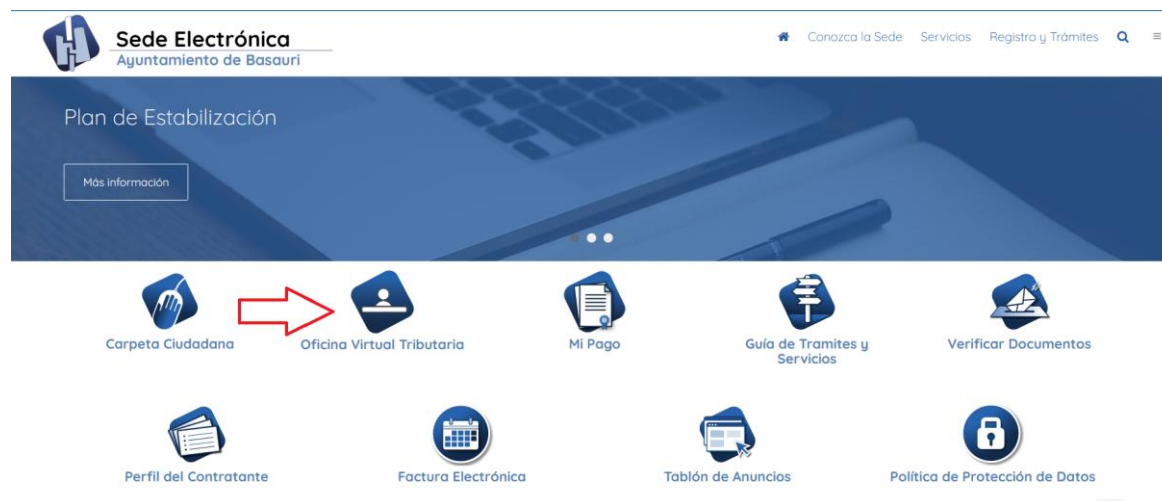 Sede Electrónica
Ayuntamiento de Basauri
Conozca la Sede Servicios Registro y Trámites
Plan de Estabilización
Más información
Carpeta Ciudadana Oficina Virtual Tributaria Mi Pago Guía de Tramites y Servicios Verificar Documentos
Perfil del Contratante Factura Electrónica Tablón de Anuncios Política de Protección de Datos